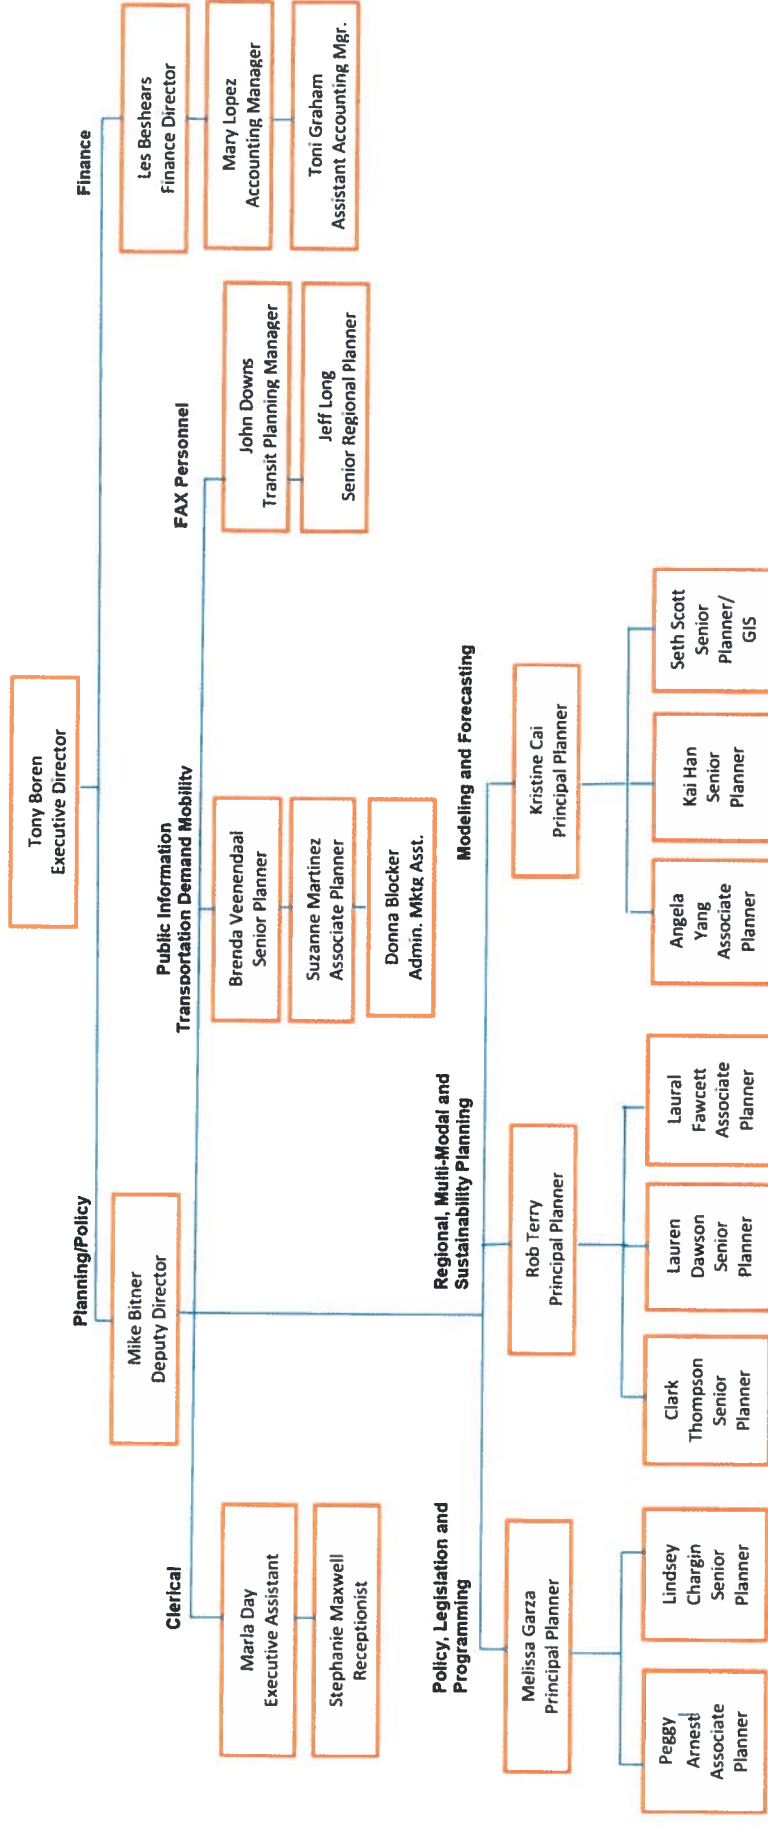 Tony Boren
Executive Director
Planning/Policy
Mike Bitner
Deputy Director
Finance
Les Beshears
Finance Director
Mary Lopez
Accounting Manager
Toni Graham
Assistant Accounting Mgr.
Clerical
Marla Day
Executive Assistant
Stephanie Maxwell
Receptionist
Public Information
Transportation Demand Mobility
Brenda Veenendaal
Senior Planner
Suzanne Martinez
Associate Planner
Donna Blocker
Admin. Mktg Asst.
FAX Personnel
John Downs
Transit Planning Manager
Jeff Long
Senior Regional Planner
Policy, Legislation and
Programming
Melissa Garza
Principal Planner
Peggy
Arnest
Associate
Planner
Lindsey
Chargin
Senior
Planner
Regional, Multi-Modal and
Sustainability Planning
Rob Terry
Principal Planner
Clark
Thompson
Senior
Planner
Lauren
Dawson
Senior
Planner
Laural
Fawcett
Associate
Planner
Modeling and Forecasting
Kristine Cai
Principal Planner
Angela
Yang
Associate
Planner
Kai Han
Senior
Planner
Seth Scott
Senior
Planner/
GIS